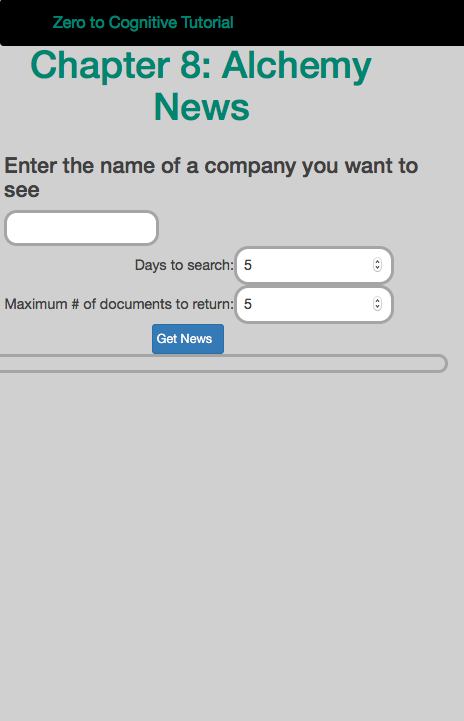 Zero to Cognitive Tutorial
Chapter 8: Alchemy
News
Enter the name of a company you want to
see
Days to search: 5
Maximum # of documents to return: 5
Get News